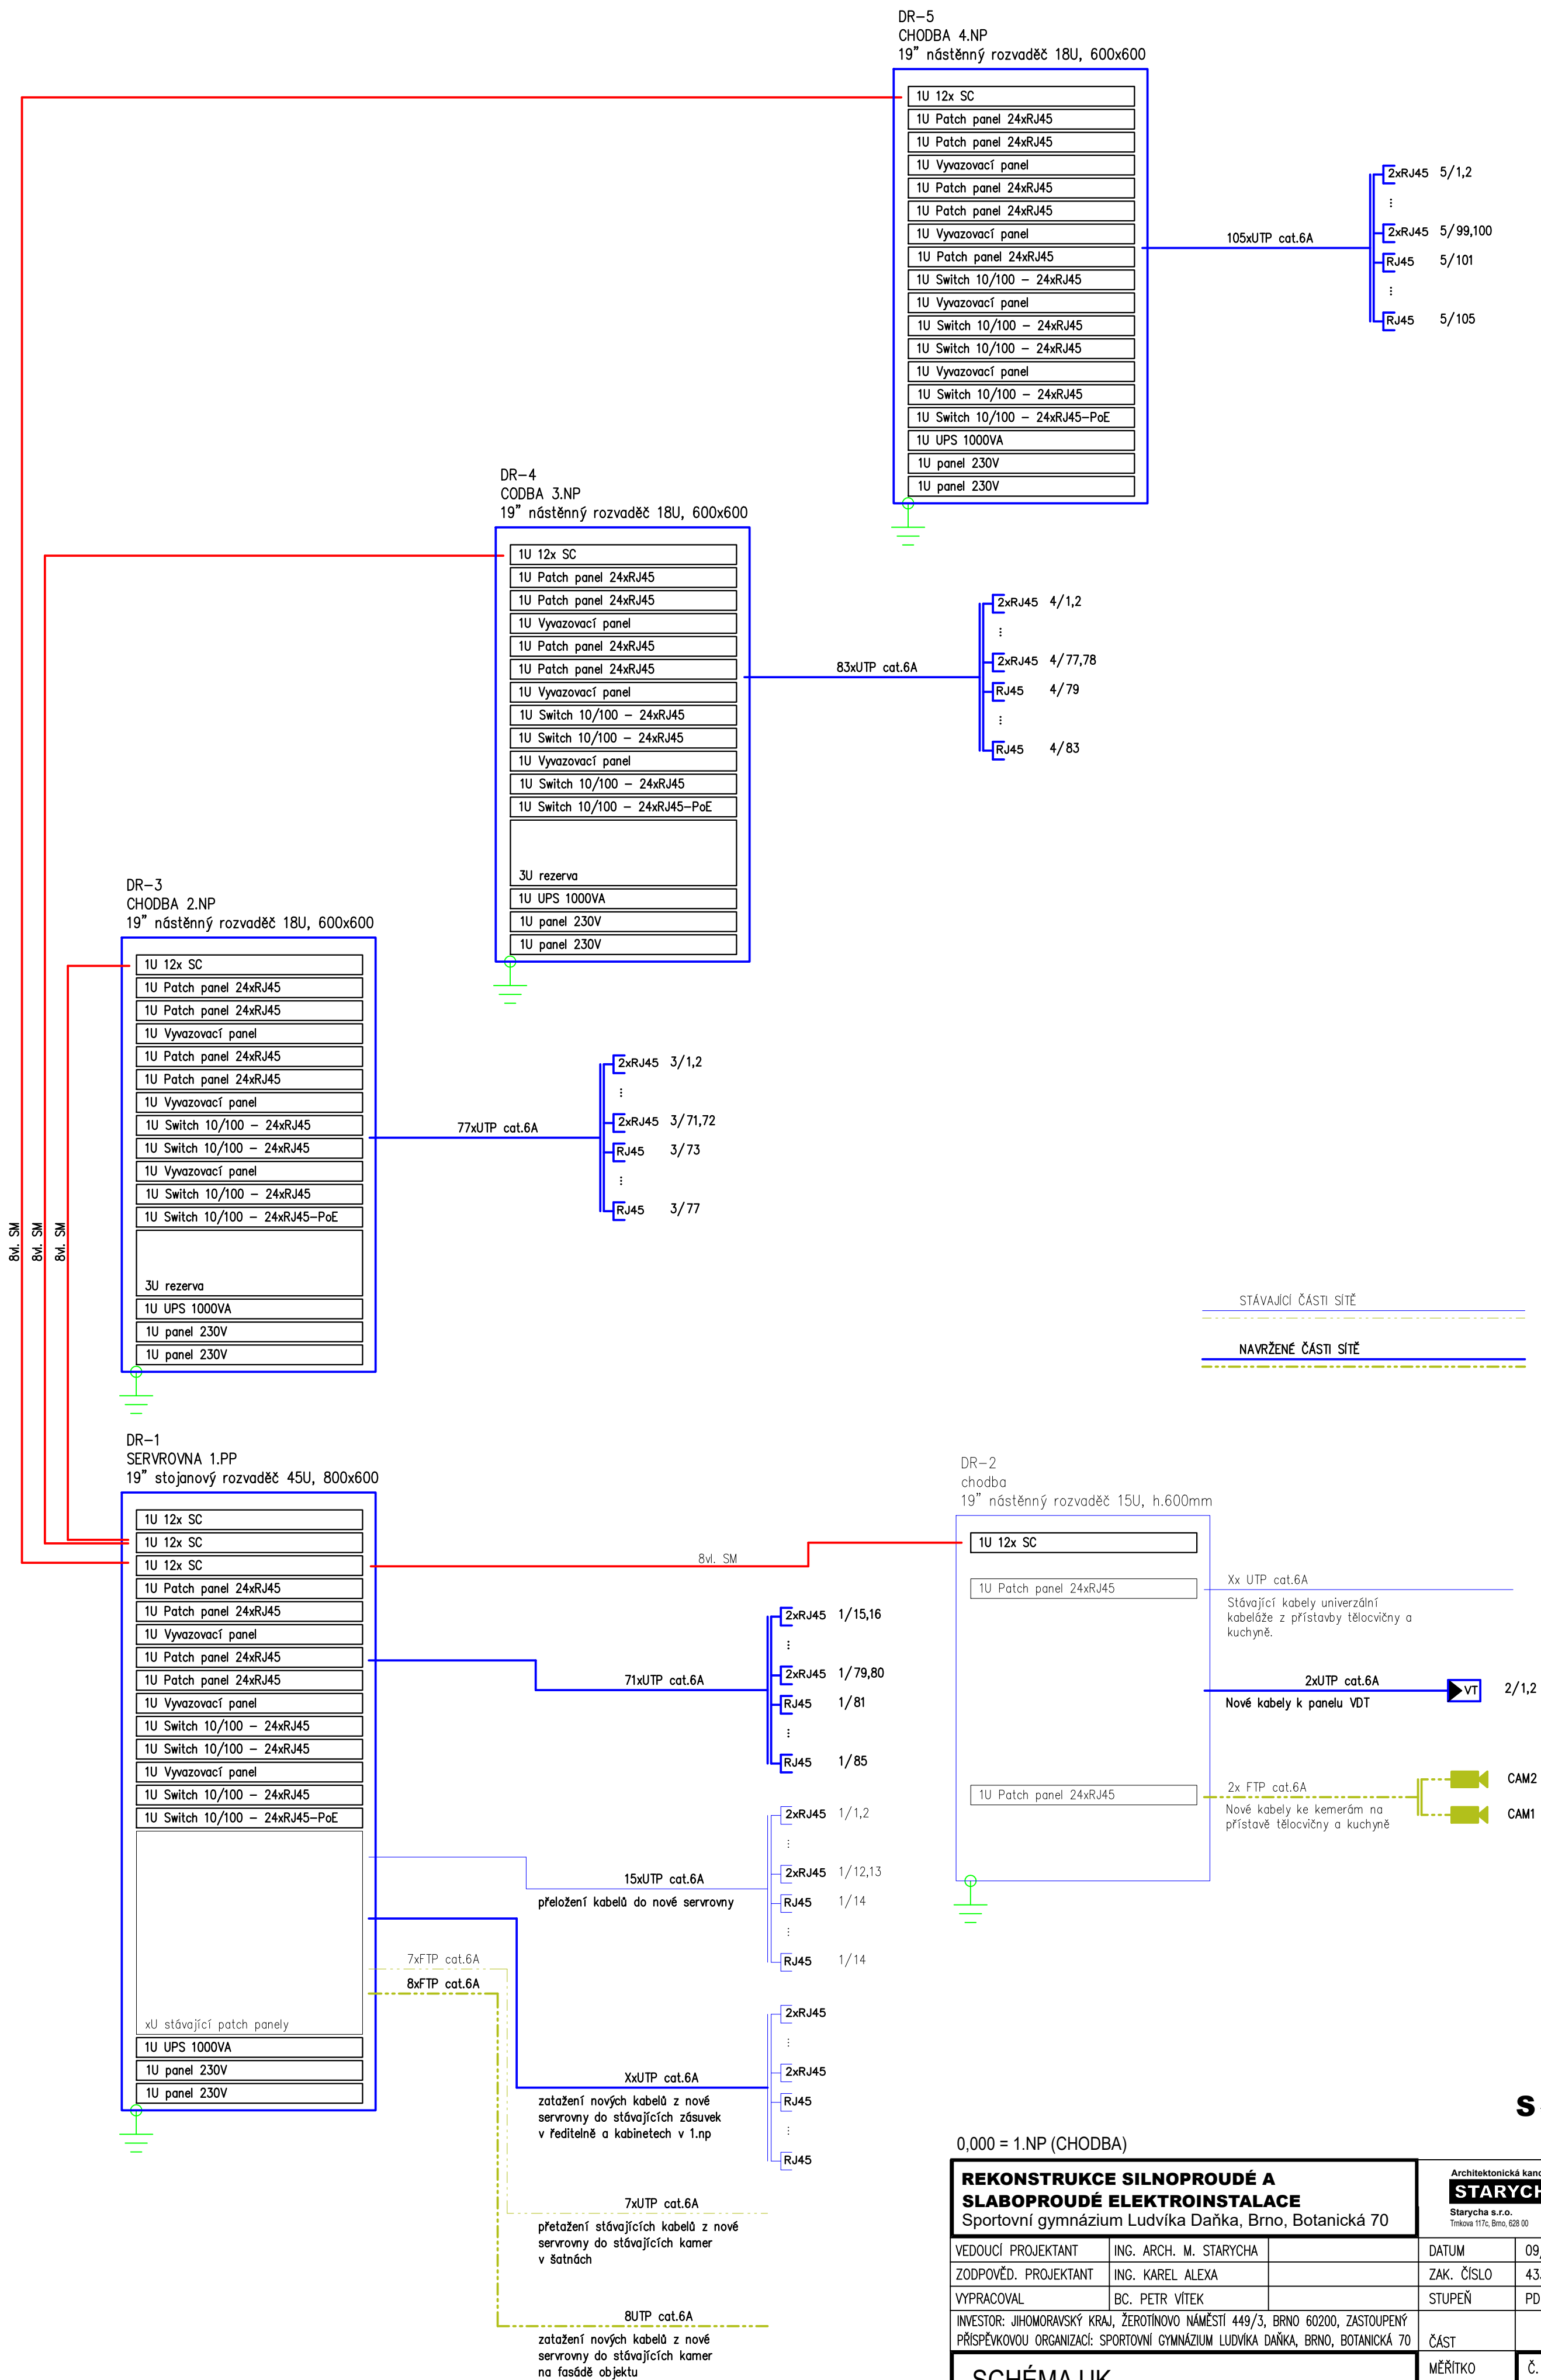 DR-5
CHODBA 4.NP
19" nástěnný rozvaděč 18U, 600x600
1U 12x SC
1U Patch panel 24xRJ45
1U Patch panel 24xRJ45
1U Vyvazovací panel
1U Patch panel 24xRJ45
1U Patch panel 24xRJ45
1U Vyvazovací panel
1U Patch panel 24xRJ45
1U Switch 10/100 - 24xRJ45
1U Vyvazovací panel
1U Switch 10/100 - 24xRJ45
1U Switch 10/100 - 24xRJ45
1U Vyvazovací panel
1U Switch 10/100 - 24xRJ45
1U Switch 10/100 - 24xRJ45-PoE
1U UPS 1000VA
1U panel 230V
1U panel 230V
105xUTP cat.6A
2xRJ45 5/1,2
⋮
2xRJ45 5/99,100
RJ45 5/101
⋮
RJ45 5/105
DR-4
CODBA 3.NP
19" nástěnný rozvaděč 18U, 600x600
1U 12x SC
1U Patch panel 24xRJ45
1U Patch panel 24xRJ45
1U Vyvazovací panel
1U Patch panel 24xRJ45
1U Patch panel 24xRJ45
1U Vyvazovací panel
1U Switch 10/100 - 24xRJ45
1U Switch 10/100 - 24xRJ45
1U Vyvazovací panel
1U Switch 10/100 - 24xRJ45
1U Switch 10/100 - 24xRJ45-PoE
3U rezerva
1U UPS 1000VA
1U panel 230V
1U panel 230V
83xUTP cat.6A
2xRJ45 4/1,2
⋮
2xRJ45 4/77,78
RJ45 4/79
⋮
RJ45 4/83
DR-3
CHODBA 2.NP
19" nástěnný rozvaděč 18U, 600x600
1U 12x SC
1U Patch panel 24xRJ45
1U Patch panel 24xRJ45
1U Vyvazovací panel
1U Patch panel 24xRJ45
1U Patch panel 24xRJ45
1U Vyvazovací panel
1U Switch 10/100 - 24xRJ45
1U Switch 10/100 - 24xRJ45
1U Vyvazovací panel
1U Switch 10/100 - 24xRJ45
1U Switch 10/100 - 24xRJ45-PoE
3U rezerva
1U UPS 1000VA
1U panel 230V
1U panel 230V
77xUTP cat.6A
2xRJ45 3/1,2
⋮
2xRJ45 3/71,72
RJ45 3/73
⋮
RJ45 3/77
8vl. SM
8vl. SM
8vl. SM
STÁVAJÍCÍ ČÁSTI SÍTĚ
NAVRŽENÉ ČÁSTI SÍTĚ
DR-1
SERVROVNA 1.PP
19" stojanový rozvaděč 45U, 800x600
1U 12x SC
1U 12x SC
1U 12x SC
1U Patch panel 24xRJ45
1U Patch panel 24xRJ45
1U Vyvazovací panel
1U Patch panel 24xRJ45
1U Patch panel 24xRJ45
1U Vyvazovací panel
1U Switch 10/100 - 24xRJ45
1U Switch 10/100 - 24xRJ45
1U Vyvazovací panel
1U Switch 10/100 - 24xRJ45
1U Switch 10/100 - 24xRJ45-PoE
xU stávající patch panely
1U UPS 1000VA
1U panel 230V
1U panel 230V
8vl. SM
71xUTP cat.6A
2xRJ45 1/15,16
⋮
2xRJ45 1/79,80
RJ45 1/81
⋮
RJ45 1/85
15xUTP cat.6A
přeložení kabelů do nové servrovny
2xRJ45 1/1,2
⋮
2xRJ45 1/12,13
RJ45 1/14
⋮
RJ45 1/14
7xFTP cat.6A
8xFTP cat.6A
XxUTP cat.6A
zatažení nových kabelů z nové
servrovny do stávajících zásuvek
v ředitelně a kabinetech v 1.np
2xRJ45
⋮
2xRJ45
RJ45
⋮
RJ45
7xUTP cat.6A
přetažení stávajících kabelů z nové
servrovny do stávajících kamer
v šatnách
8UTP cat.6A
zatažení nových kabelů z nové
servrovny do stávajících kamer
na fasádě objektu
DR-2
chodba
19" nástěnný rozvaděč 15U, h.600mm
1U 12x SC
1U Patch panel 24xRJ45
1U Patch panel 24xRJ45
Xx UTP cat.6A
Stávající kabely univerzální
kabeláže z přístavby tělocvičny a
kuchyně.
2xUTP cat.6A
Nové kabely k panelu VDT
VT 2/1,2
2x FTP cat.6A
Nové kabely ke kemerám na
přístavě tělocvičny a kuchyně
CAM2
CAM1
0,000 = 1.NP (CHODBA)
REKONSTRUKCE SILNOPROUDÉ A
SLABOPROUDÉ ELEKTROINSTALACE
Sportovní gymnázium Ludvíka Daňka, Brno, Botanická 70
Architektonická
STARYCH
Starycha s.r.o.
Trnkova 117c, Brno, 628 00
VEDOUCÍ PROJEKTANT ING. ARCH. M. STARYCHA DATUM 09
ZODPOVĚD. PROJEKTANT ING. KAREL ALEXA ZAK. ČÍSLO 43
VYPRACOVAL BC. PETR VÍTEK STUPEŇ PD
INVESTOR: JIHOMORAVSKÝ KRAJ, ŽEROTÍNOVO NÁMĚSTÍ 449/3, BRNO 60200, ZASTOUPENÝ
PŘÍSPĚVKOVOU ORGANIZACÍ: SPORTOVNÍ GYMNÁZIUM LUDVÍKA DAŇKA, BRNO, BOTANICKÁ 70
ČÁST
SCHÉMA UK
MĚŘÍTKO Č.